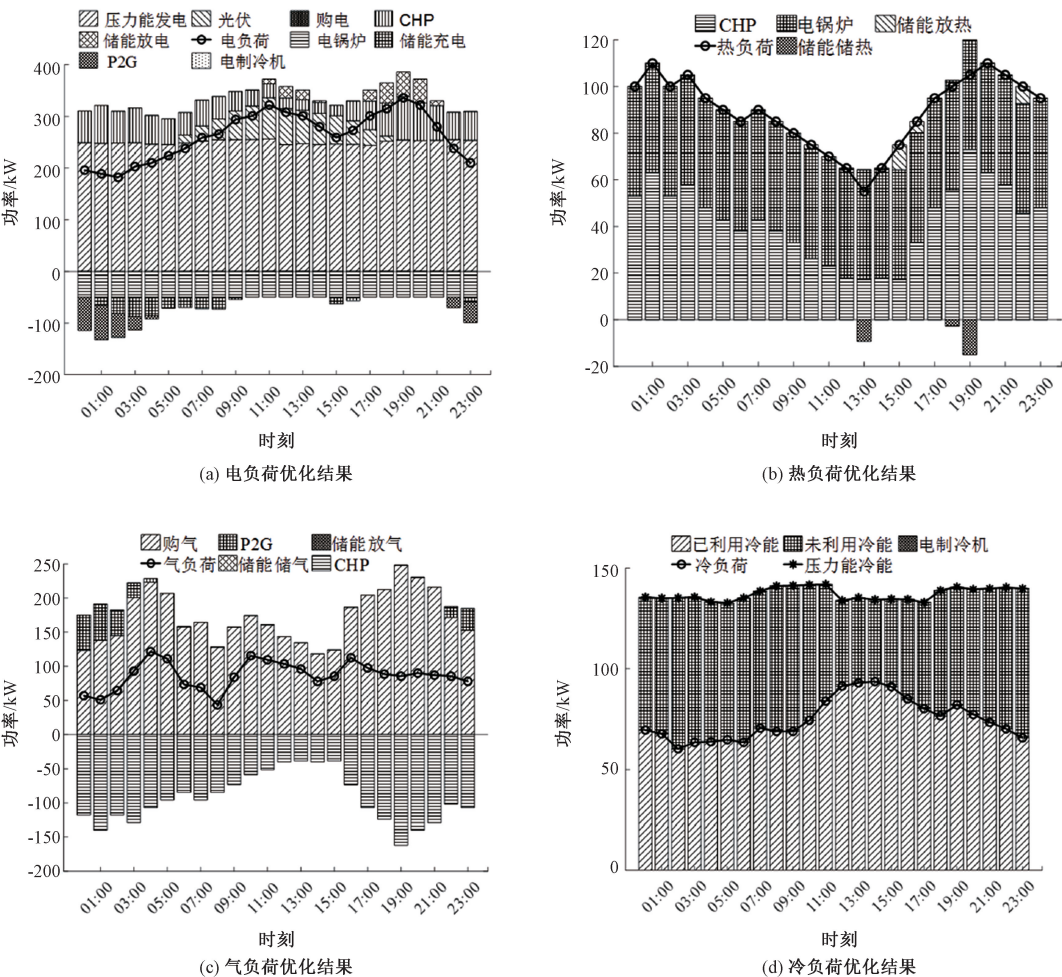 压力能发电 光伏 购电 CHP
储能放电 电负荷 电锅炉 储能充电
P2G 电制冷机
400
300
200
100
0
-100
-200
功率/kW
01:00 03:00 05:00 07:00 09:00 11:00 13:00 15:00 17:00 19:00 21:00 23:00
时刻
(a) 电负荷优化结果
CHP 电锅炉 储能放热
热负荷 储能储热
120
100
80
60
40
20
0
-20
功率/kW
01:00 03:00 05:00 07:00 09:00 11:00 13:00 15:00 17:00 19:00 21:00 23:00
时刻
(b) 热负荷优化结果
购气 P2G 储能放气
气负荷 储能储气 CHP
250
200
150
100
50
0
-50
-100
-150
-200
功率/kW
01:00 03:00 05:00 07:00 09:00 11:00 13:00 15:00 17:00 19:00 21:00 23:00
时刻
(c) 气负荷优化结果
已利用冷能 未利用冷能 电制冷机
冷负荷 压力能冷能
150
100
50
0
功率/kW
01:00 03:00 05:00 07:00 09:00 11:00 13:00 15:00 17:00 19:00 21:00 23:00
时刻
(d) 冷负荷优化结果